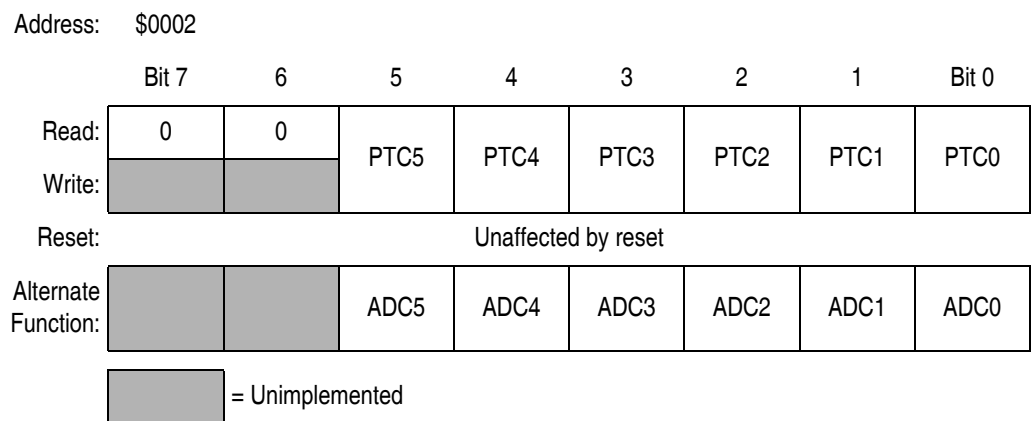 Address: $0002
Bit 7 6 5 4 3 2 1 Bit 0
Read: 0 0 PTC5 PTC4 PTC3 PTC2 PTC1 PTC0
Write:
Reset: Unaffected by reset
Alternate
Function: ADC5 ADC4 ADC3 ADC2 ADC1 ADC0
= Unimplemented